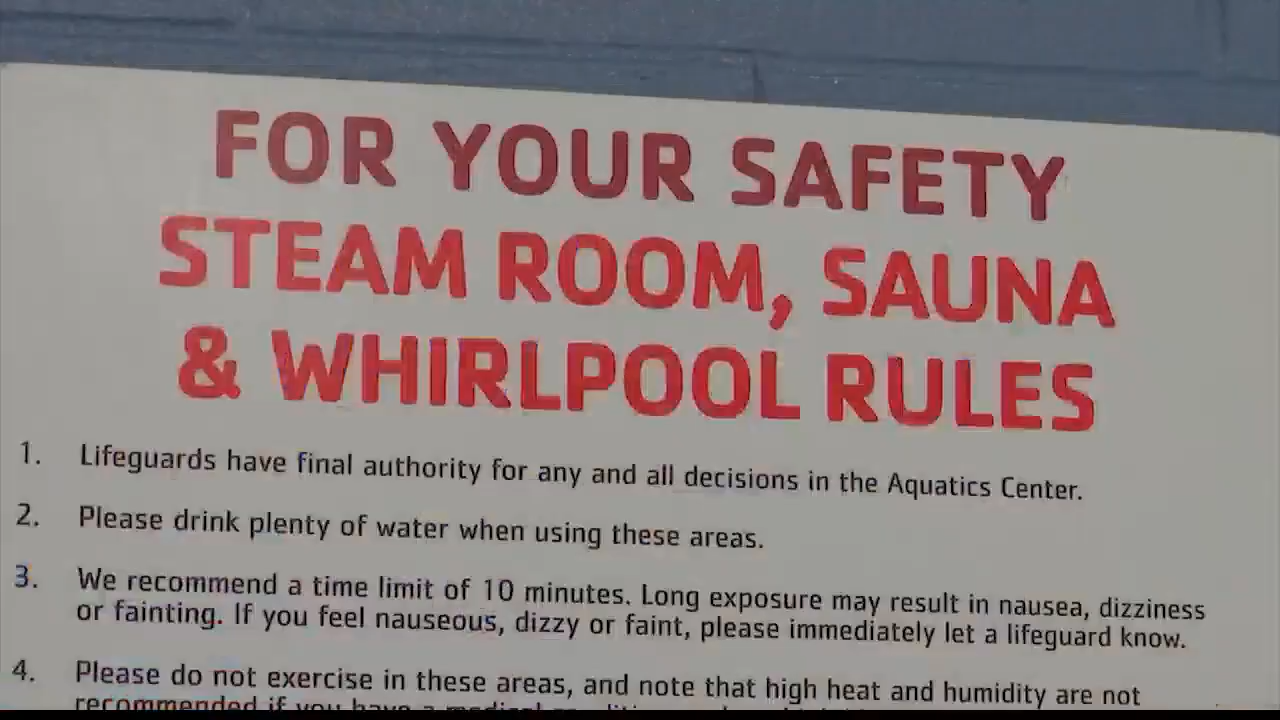 FOR YOUR SAFETY
STEAM ROOM, SAUNA
& WHIRLPOOL RULES
1. Lifeguards have final authority for any and all decisions in the Aquatics Center.
2. Please drink plenty of water when using these areas.
3. We recommend a time limit of 10 minutes. Long exposure may result in nausea, dizziness
or fainting. If you feel nauseous, dizzy or faint, please immediately let a lifeguard know.
4. Please do not exercise in these areas, and note that high heat and humidity are not
recommended if you have a medical